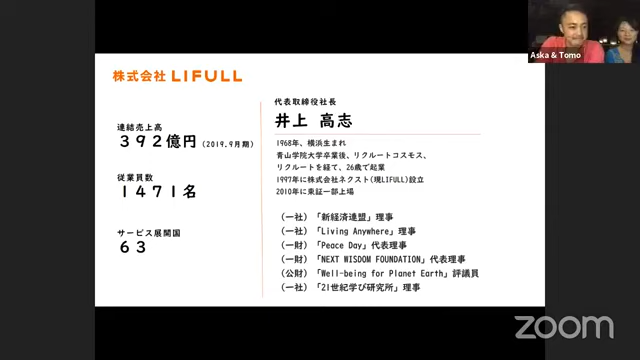 Aska & Tomo
株式会社 LIFULL
連結売上高
392億円 (2019.9月期)
従業員数
1471名
サービス展開国
63
代表取締役社長
井上 高志
1968年、横浜生まれ
青山学院大学卒業後、リクルートコスモス、
リクルートを経て、26歳で起業
1997年に株式会社ネクスト(現LIFULL)設立
2010年に東証一部上場
(一社)「新経済連盟」理事
(一社)「Living Anywhere」理事
(一財)「Peace Day」代表理事
(一財)「NEXT WISDOM FOUNDATION」代表理事
(公財)「Well-being for Planet Earth」評議員
(一社)「21世紀学び研究所」理事
zoom